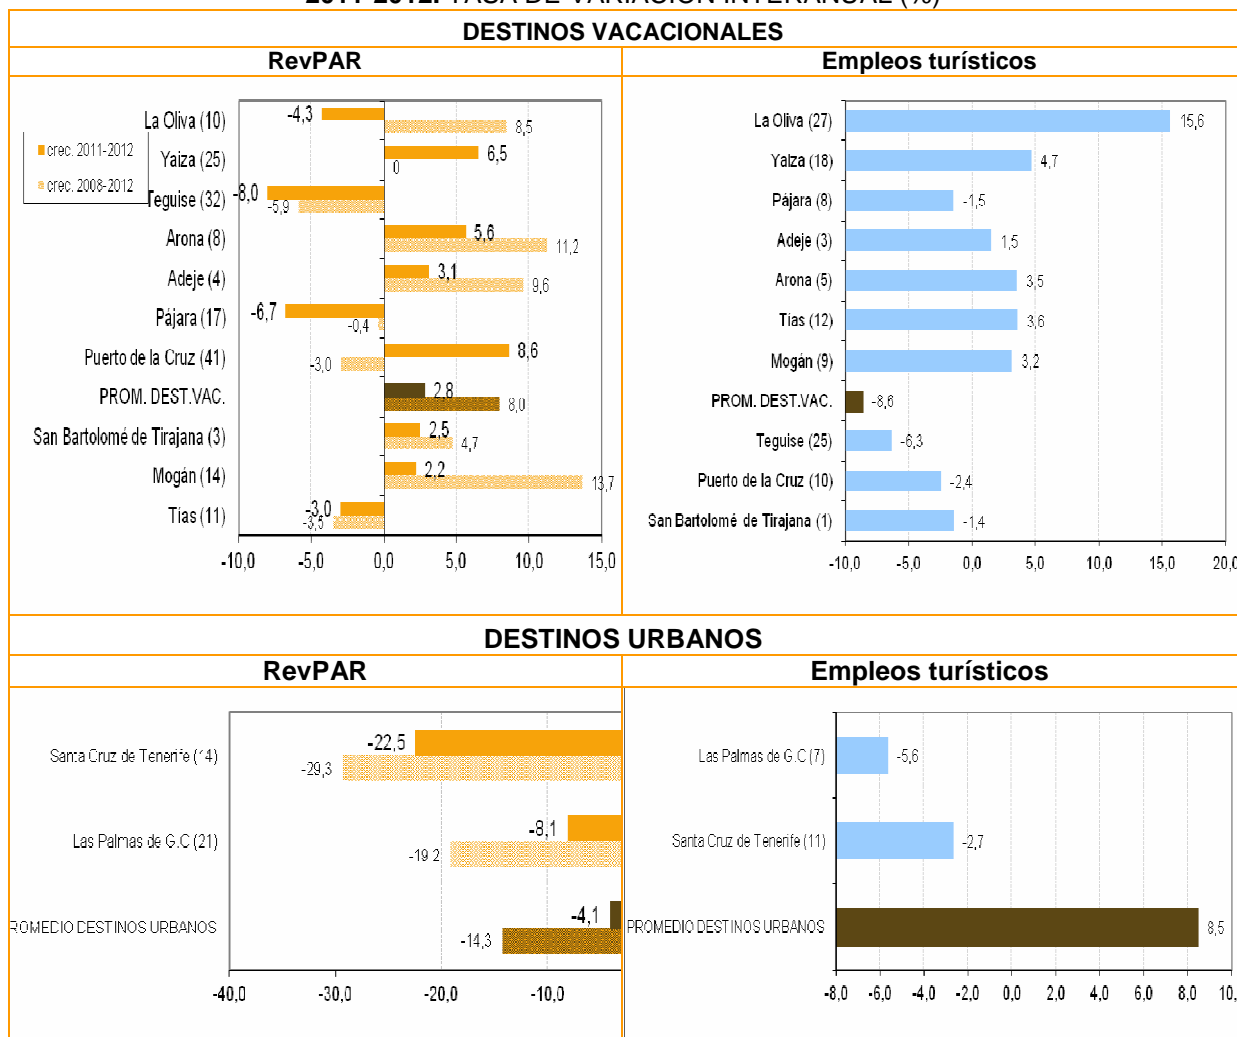 2011-2012. TASA DE VARIACIÓN INTERANUAL (%)
DESTINOS VACACIONALES
RevPAR
Empleos turísticos
crec. 2011-2012
crec. 2008-2012
La Oliva (10)
-4,3
8,5
Yaiza (25)
6,5
0
Teguise (32)
-8,0
-5,9
Arona (8)
5,6
11,2
Adeje (4)
3,1
9,6
Pájara (17)
-6,7
-0,4
Puerto de la Cruz (41)
8,6
-3,0
PROM. DEST.VAC.
2,8
8,0
San Bartolomé de Tirajana (3)
2,5
4,7
Mogán (14)
2,2
13,7
Tías (11)
-3,0
-3,5
-10,0 -5,0 0,0 5,0 10,0 15,0
La Oliva (27) 15,6
Yaiza (18) 4,7
Pájara (8) -1,5
Adeje (3) 1,5
Arona (5) 3,5
Tías (12) 3,6
Mogán (9) 3,2
PROM. DEST.VAC. -8,6
Teguise (25) -6,3
Puerto de la Cruz (10) -2,4
San Bartolomé de Tirajana (1) -1,4
-10,0 -5,0 0,0 5,0 10,0 15,0 20,0
DESTINOS URBANOS
RevPAR
Empleos turísticos
Santa Cruz de Tenerife (14)
-22,5
-29,3
Las Palmas de G.C (21)
-8,1
-19,2
ROMEDIO DESTINOS URBANOS
-4,1
-14,3
-40,0 -30,0 -20,0 -10,0
Las Palmas de G.C (7) -5,6
Santa Cruz de Tenerife (11) -2,7
PROMEDIO DESTINOS URBANOS 8,5
-8,0 -6,0 -4,0 -2,0 0,0 2,0 4,0 6,0 8,0 10,